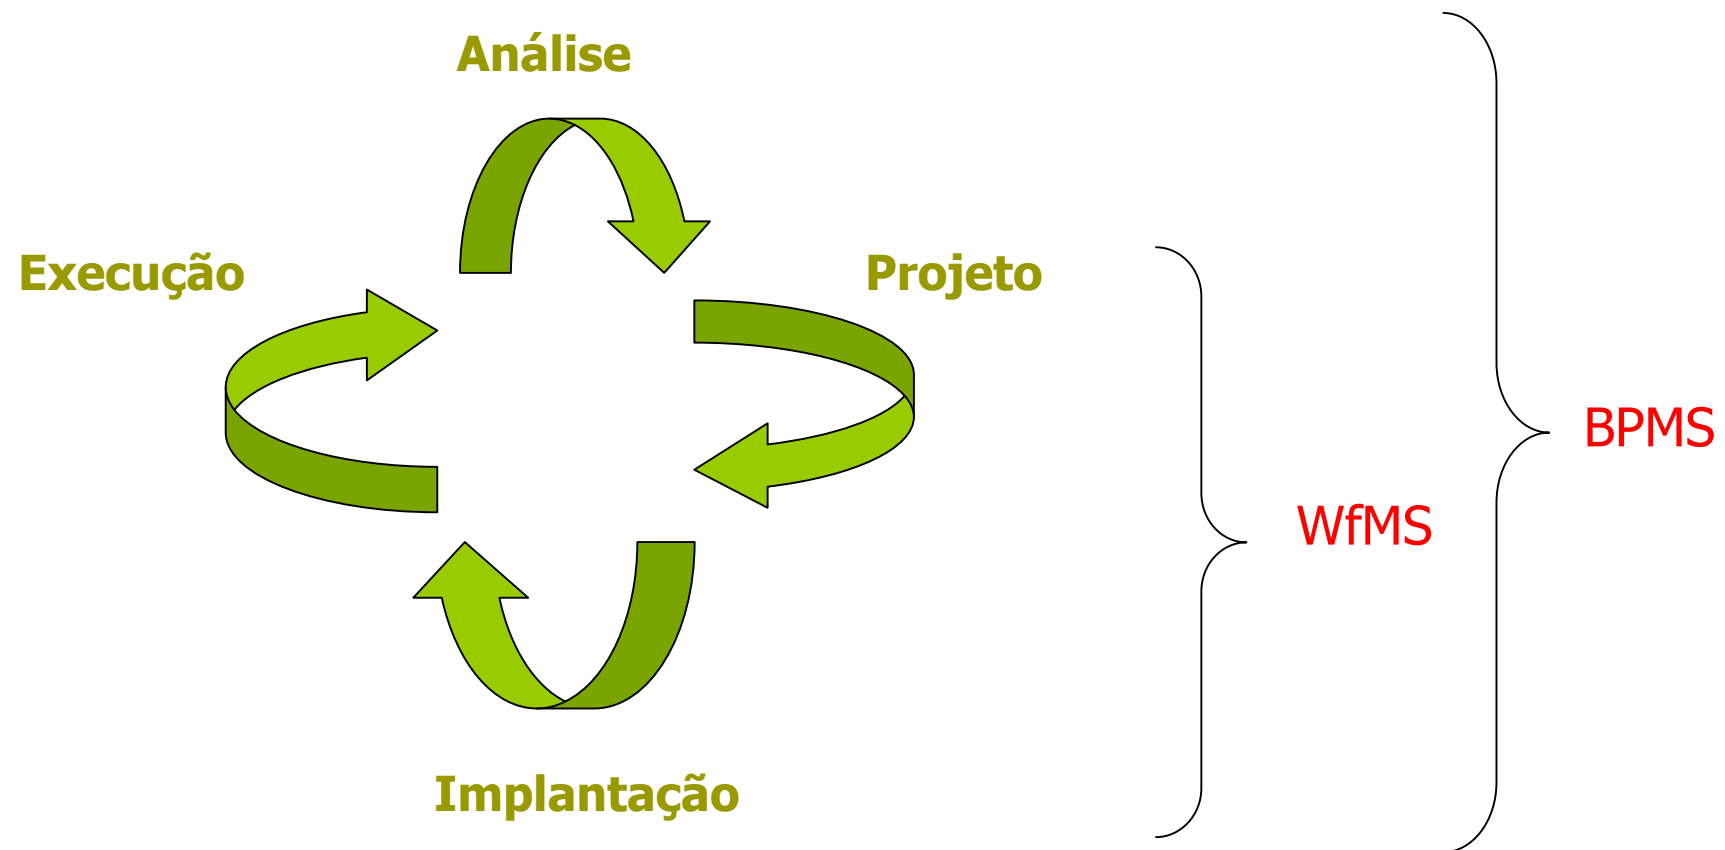 Análise
Execução
Projeto
BPMS
WfMS
Implantação